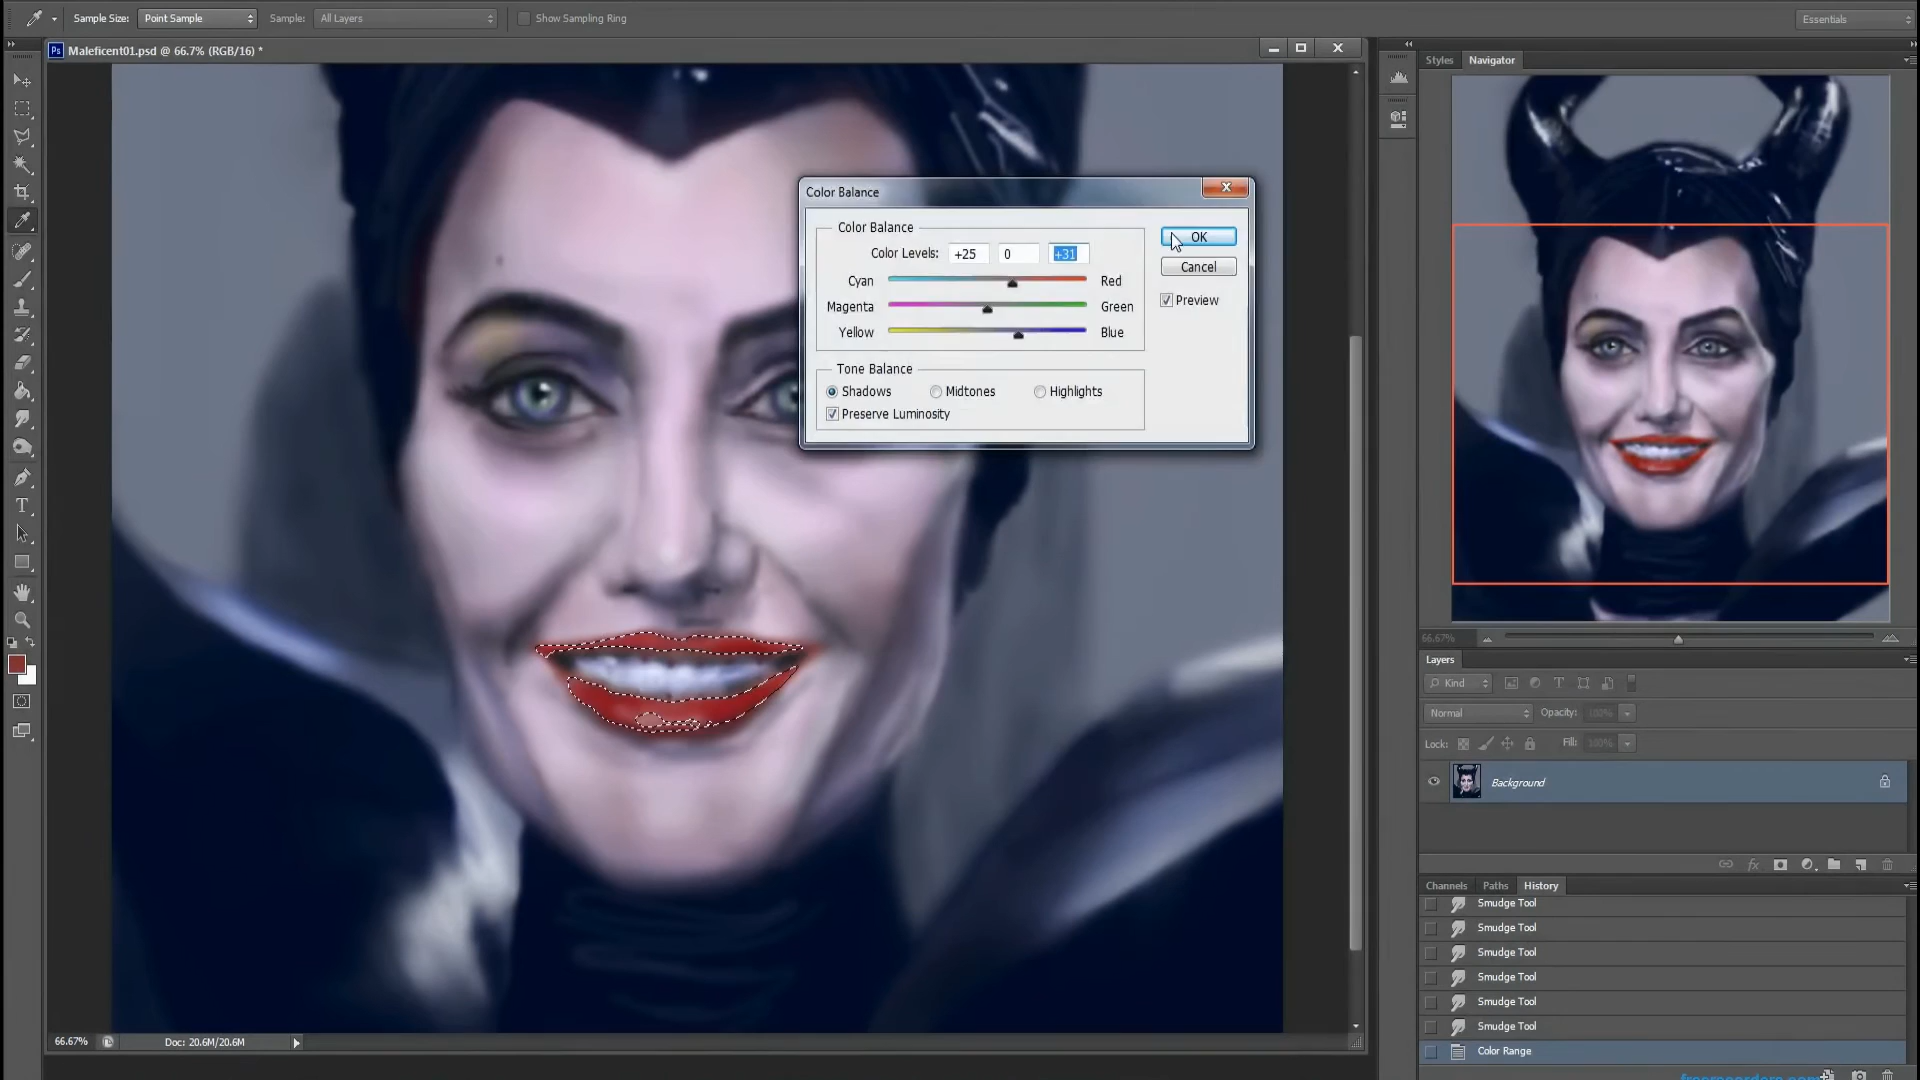 Sample Size: Point Sample Sample: All Layers Show Sampling Ring Essentials
Ps Maleficent01.psd @ 66.7% (RGB/16) *
Styles Navigator
Color Balance
Color Balance
Color Levels: +25 0 +31
Cyan Red
Magenta Green
Yellow Blue
OK
Cancel
Preview
Tone Balance
Shadows Midtones Highlights
Preserve Luminosity
66.67%
Layers
Kind
Normal Opacity: 100%
Lock: Fill: 100%
Background
fx
Channels Paths History
Smudge Tool
Smudge Tool
Smudge Tool
Smudge Tool
Smudge Tool
Smudge Tool
Color Range
66.67% Doc: 20.6M/20.6M